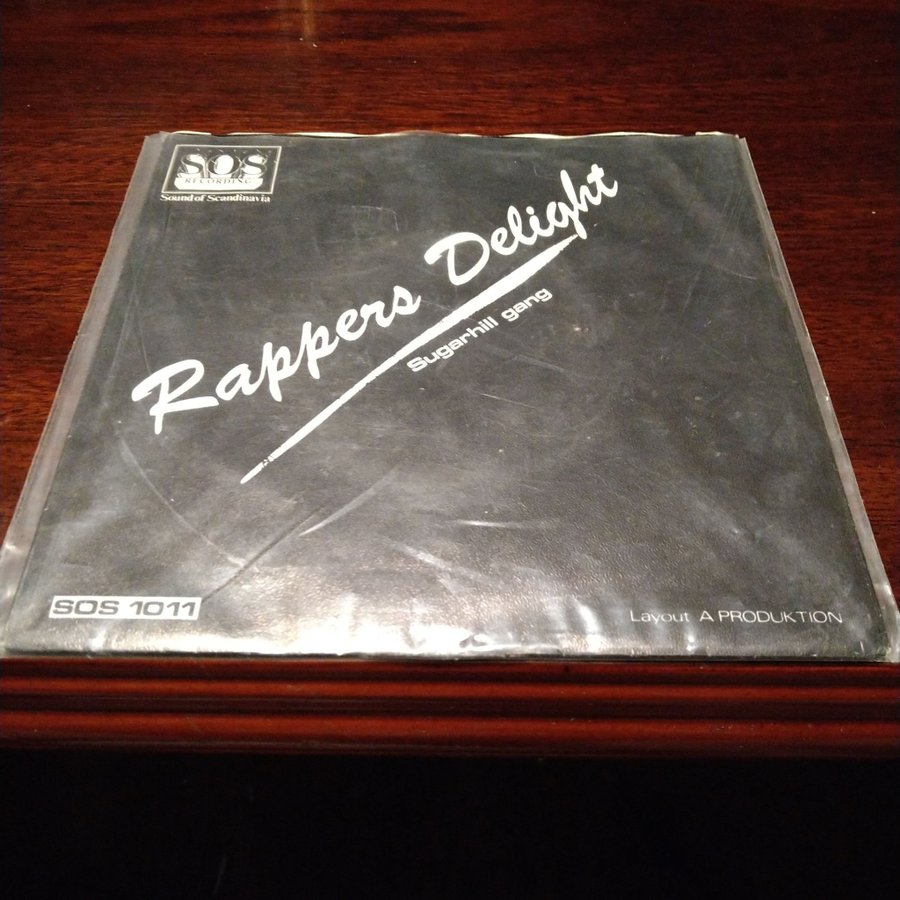 SOS
RECORDING
Sound of Scandinavia
Rappers Delight
Sugarhill gang
SOS 1011
Layout A PRODUKTION